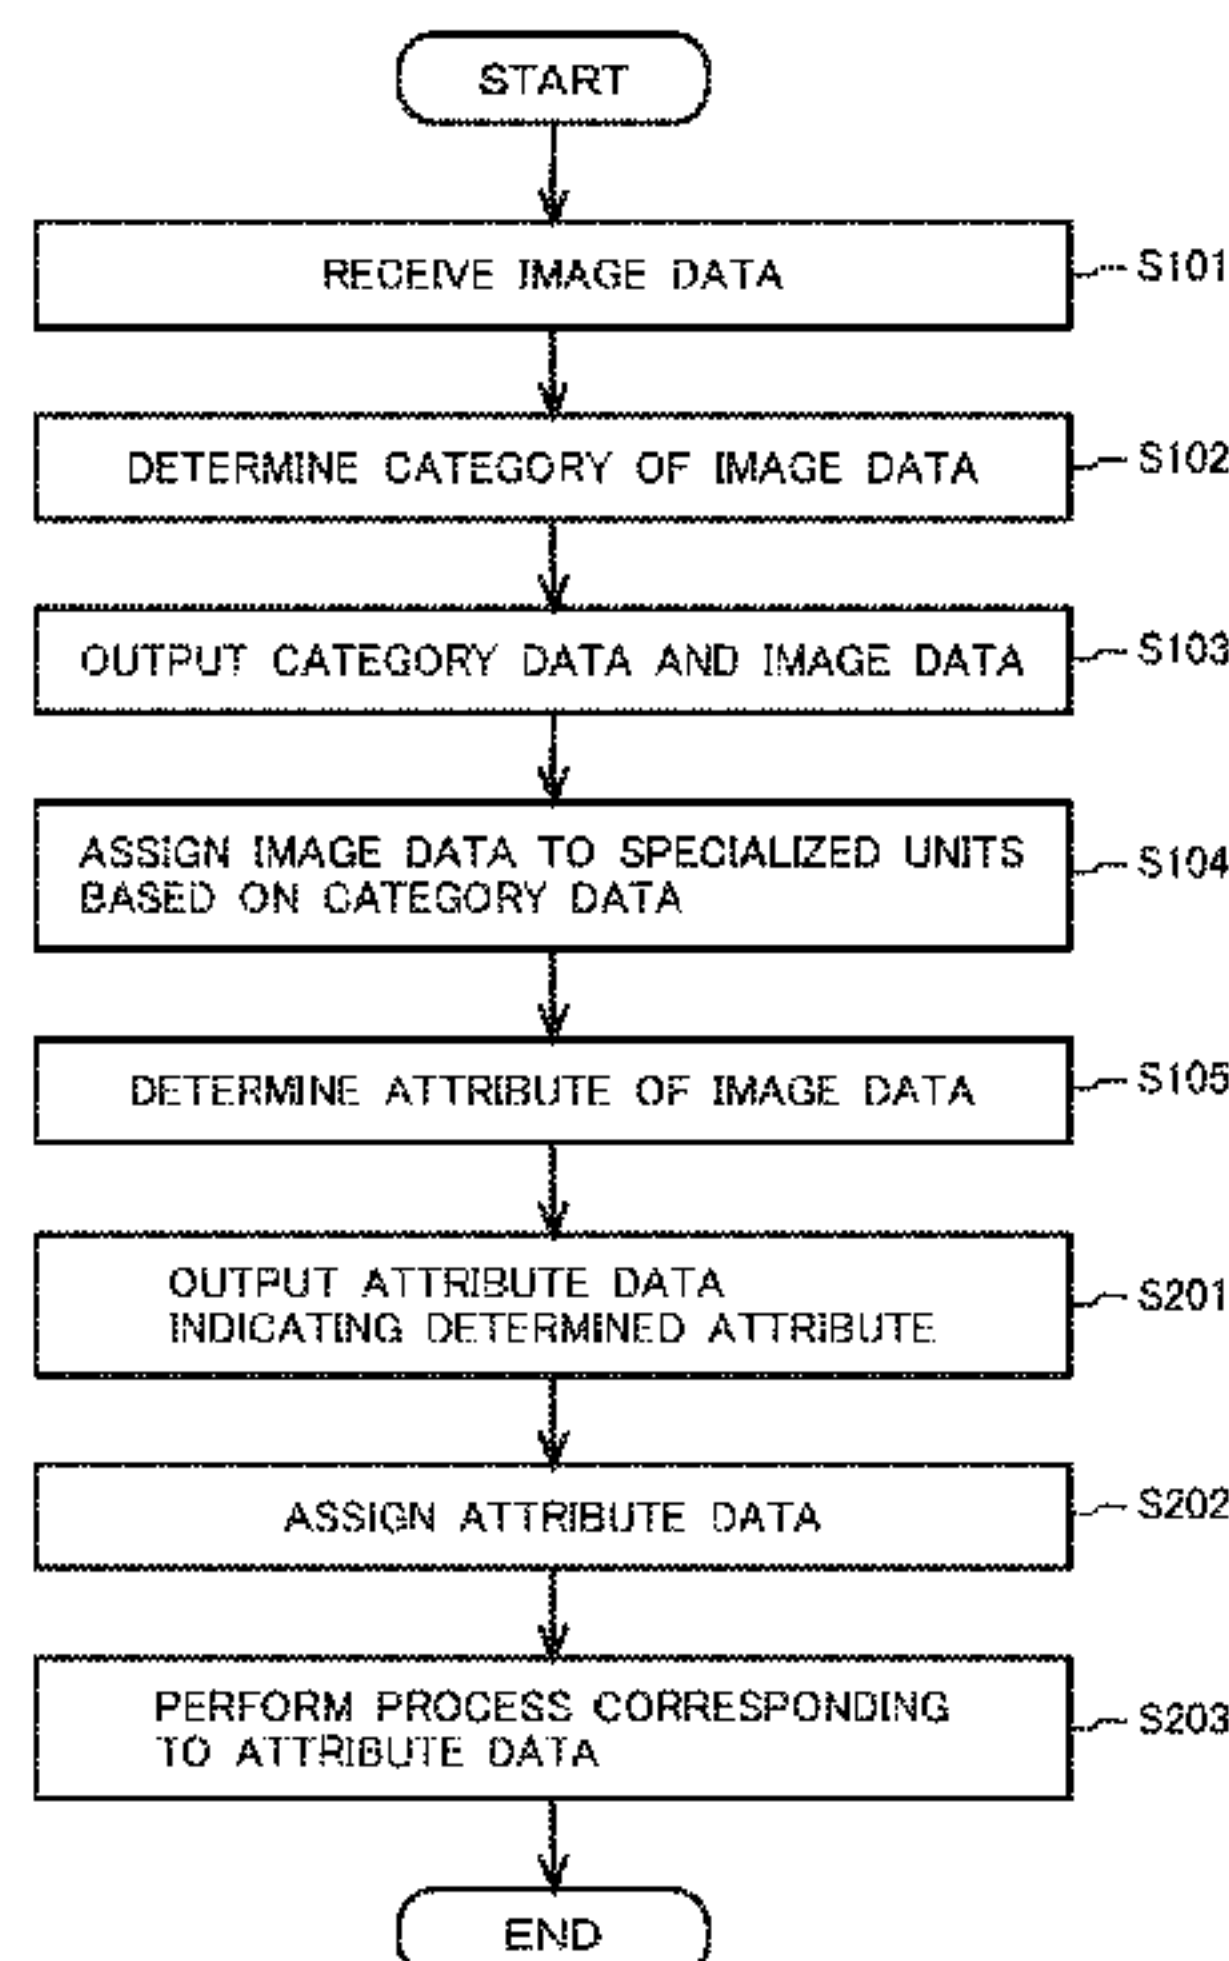 START
RECEIVE IMAGE DATA
S101
DETERMINE CATEGORY OF IMAGE DATA
S102
OUTPUT CATEGORY DATA AND IMAGE DATA
S103
ASSIGN IMAGE DATA TO SPECIALIZED UNITS
BASED ON CATEGORY DATA
S104
DETERMINE ATTRIBUTE OF IMAGE DATA
S105
OUTPUT ATTRIBUTE DATA
INDICATING DETERMINED ATTRIBUTE
S201
ASSIGN ATTRIBUTE DATA
S202
PERFORM PROCESS CORRESPONDING
TO ATTRIBUTE DATA
S203
END